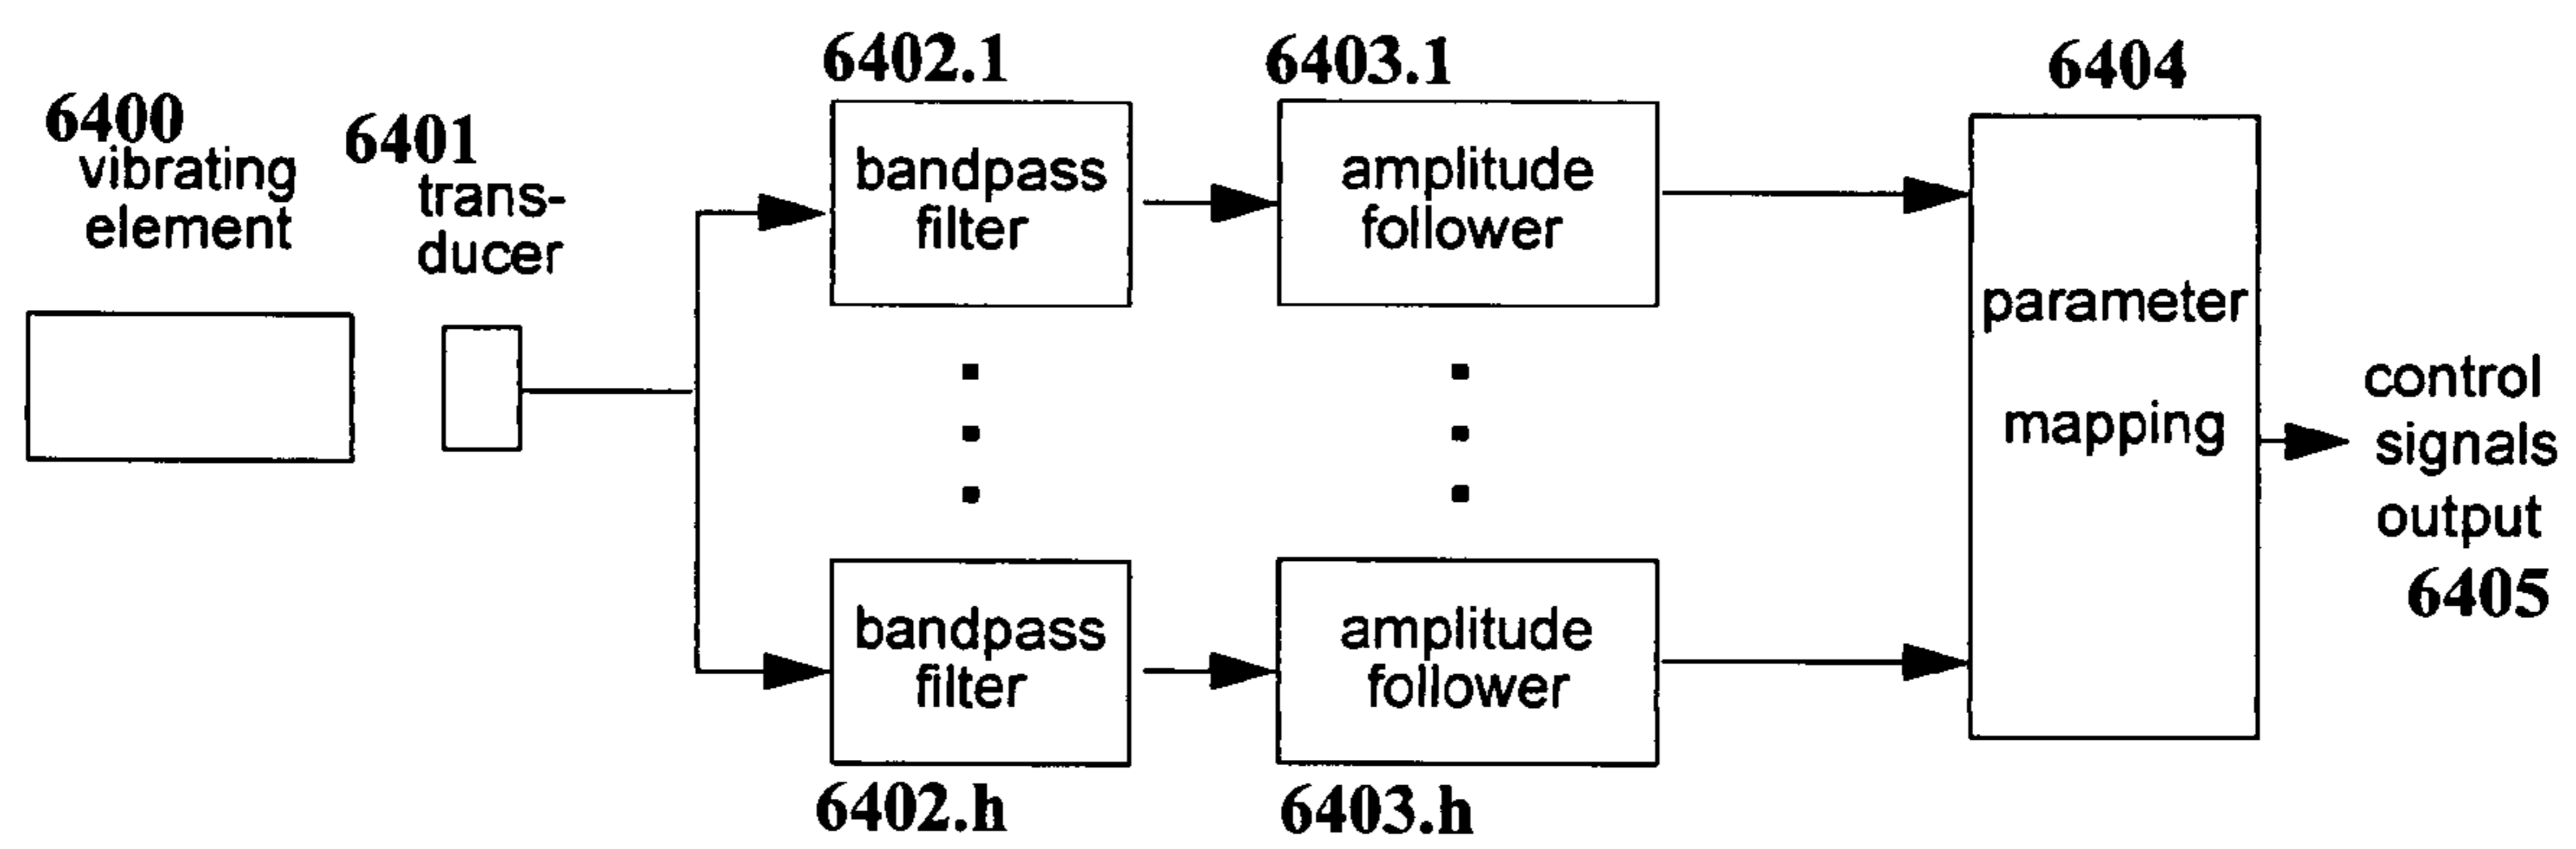 6400
vibrating
element
6401
trans-
ducer
6402.1
bandpass
filter
6403.1
amplitude
follower
6404
parameter
mapping
control
signals
output
6405
bandpass
filter
6402.h
amplitude
follower
6403.h